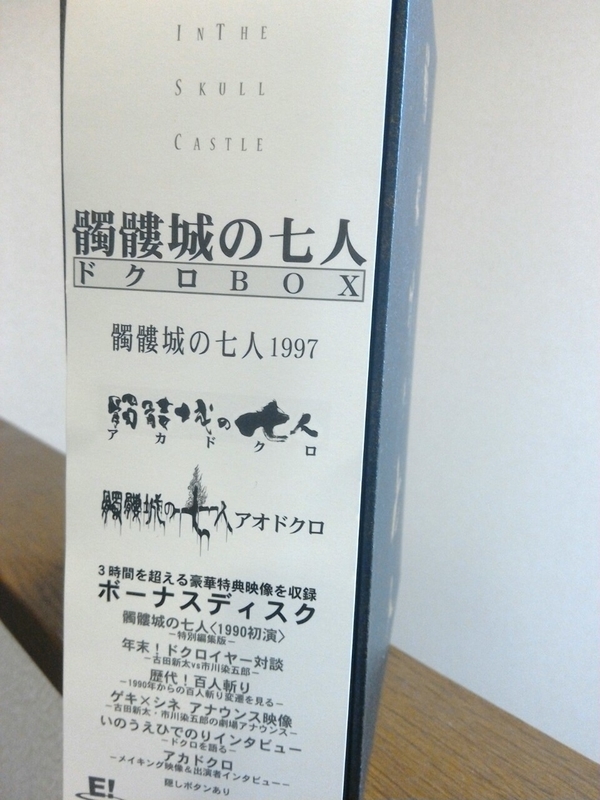 IN THE
SKULL
CASTLE
髑髏城の七人
ドクロBOX
髑髏城の七人1997
髑髏城の七人
アカドクロ
髑髏城の七人アオドクロ
3時間を超える豪華特典映像を収録
ボーナスディスク
髑髏城の七人〈1990初演〉
−特別編集版−
年末!ドクロイヤー対談
−古田新太vs市川染五郎−
歴代!百人斬り
−1990年からの百人斬り変遷を見る−
ゲキ×シネ アナウンス映像
−古田新太・市川染五郎の劇場アナウンス−
いのうえひでのりインタビュー
−ドクロを語る−
アカドクロ
−メイキング映像&出演者インタビュー−
隠しボタンあり
E!